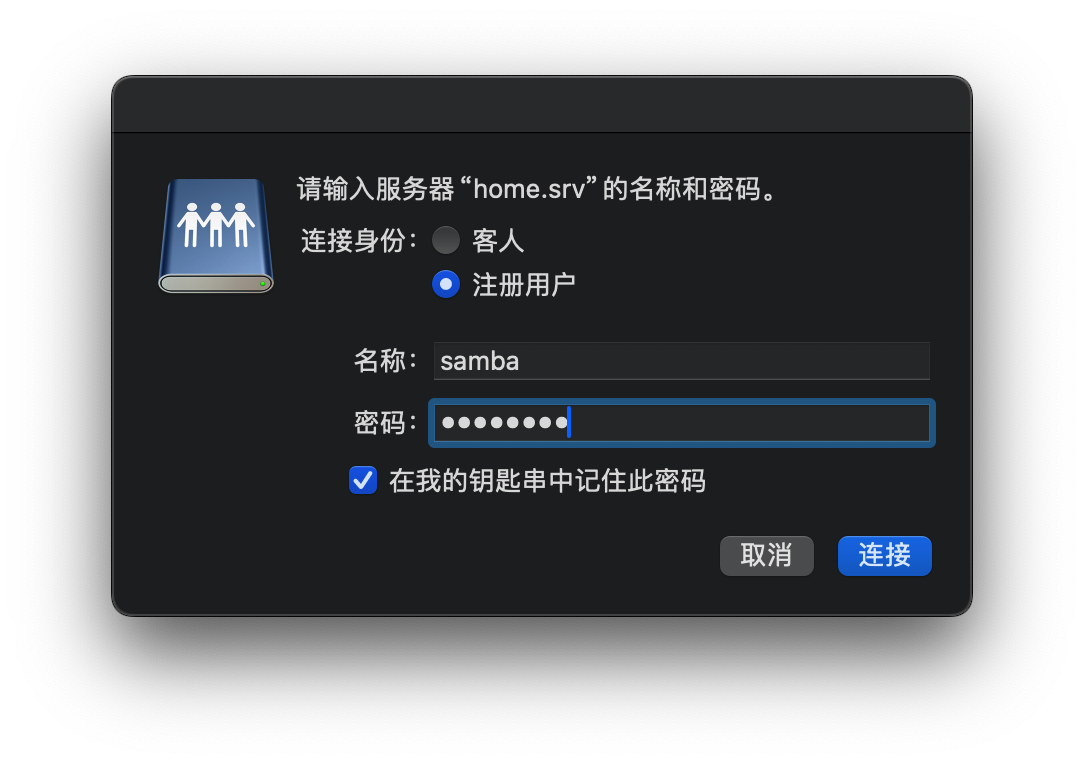 请输入服务器“home.srv”的名称和密码。
连接身份： 客人
注册用户
名称： samba
密码： ••••••••
在我的钥匙串中记住此密码
取消 连接